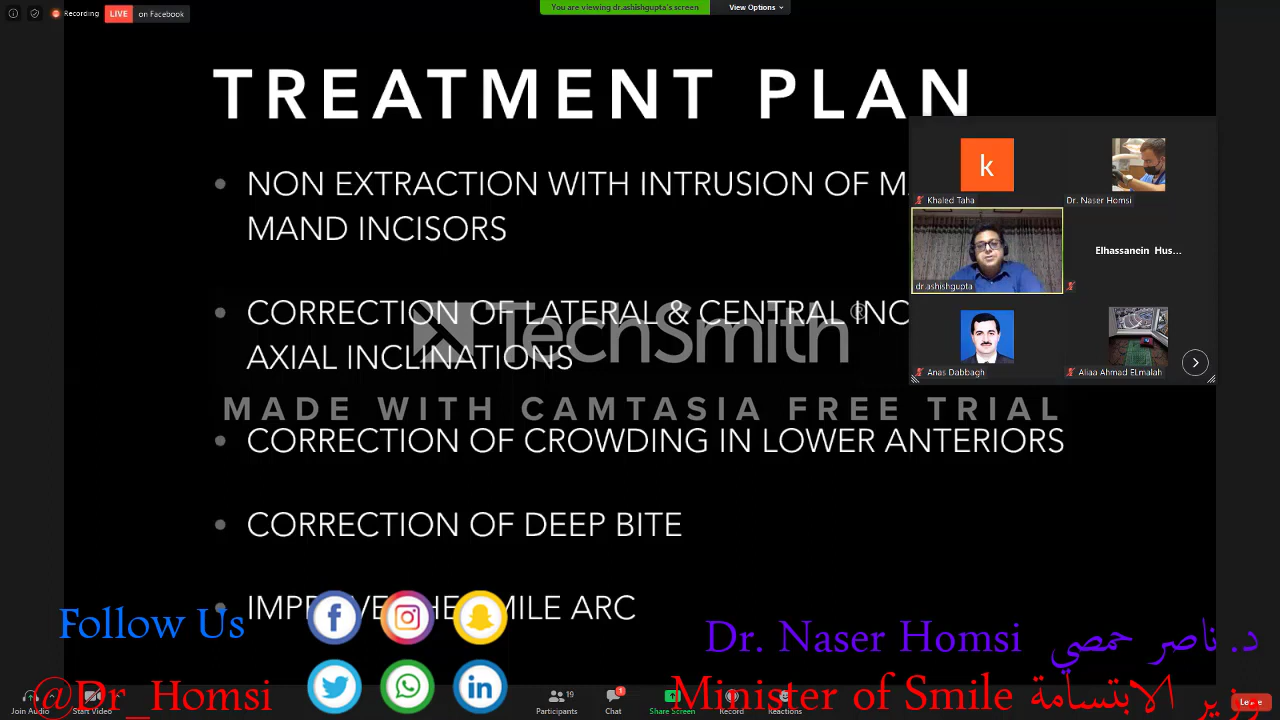 Recording
LIVE
on Facebook
You are viewing dr.ashishgupta's screen
View Options
TREATMENT PLAN
NON EXTRACTION WITH INTRUSION OF
MAND INCISORS
CORRECTION OF LATERAL & CENTRAL
AXIAL INCLINATIONS
CORRECTION OF CROWDING IN LOWER ANTERIORS
CORRECTION OF DEEP BITE
SMILE ARC
k
Khaled Taha
Dr. Naser Homsi
dr.ashishgupta
Elhassanein Hus...
Anas Dabbagh
Aliaa Ahmad ELmalah
TechSmith®
MADE WITH CAMTASIA FREE TRIAL
Follow Us
@Dr_Homsi
Dr. Naser Homsi د. ناصر حمصي
Minister of Smile وزير الابتسامة
Join Audio
Start Video
19
Participants
1
Chat
Share Screen
Record
Reactions